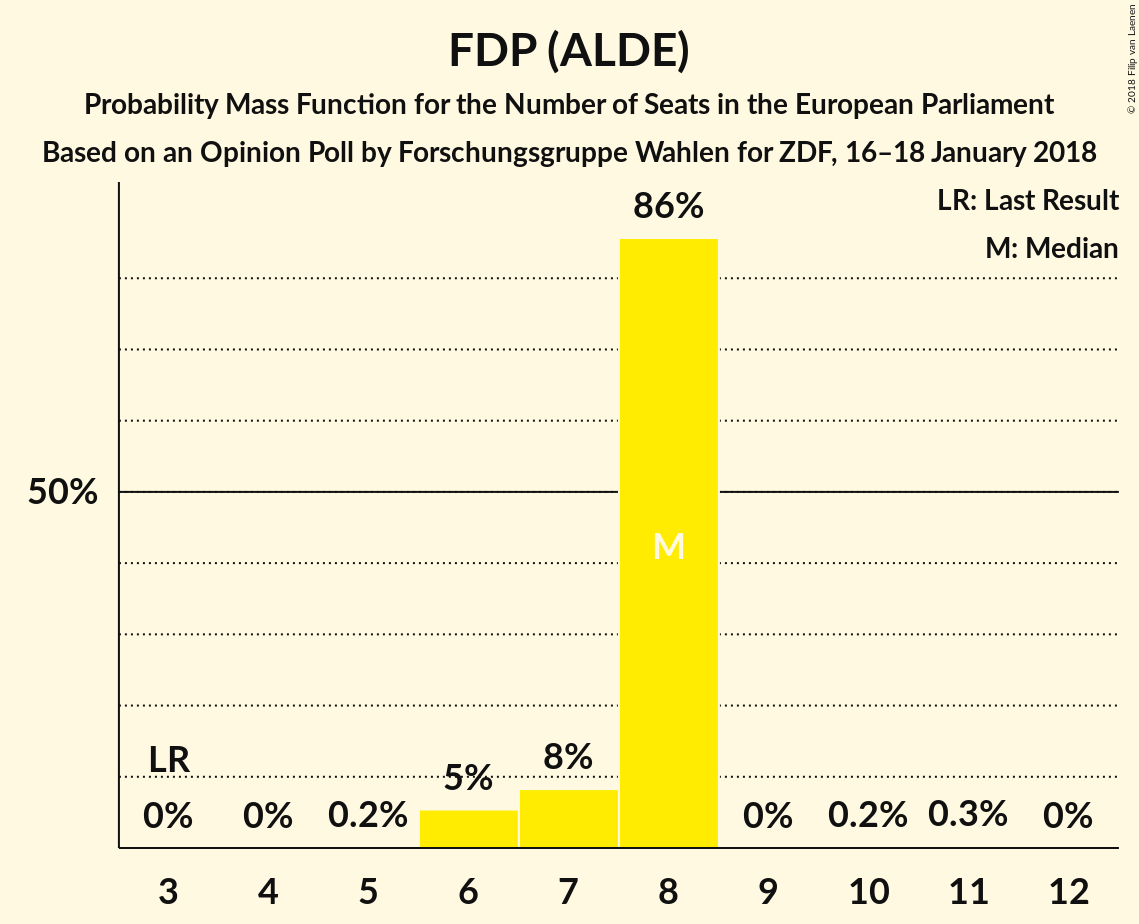 FDP (ALDE)
Probability Mass Function for the Number of Seats in the European Parliament
Based on an Opinion Poll by Forschungsgruppe Wahlen for ZDF, 16–18 January 2018
© 2018 Filip van Laenen
LR: Last Result
M: Median
86%
50%
M
LR
0%
0%
0.2%
5%
8%
0%
0.2%
0.3%
0%
3 4 5 6 7 8 9 10 11 12